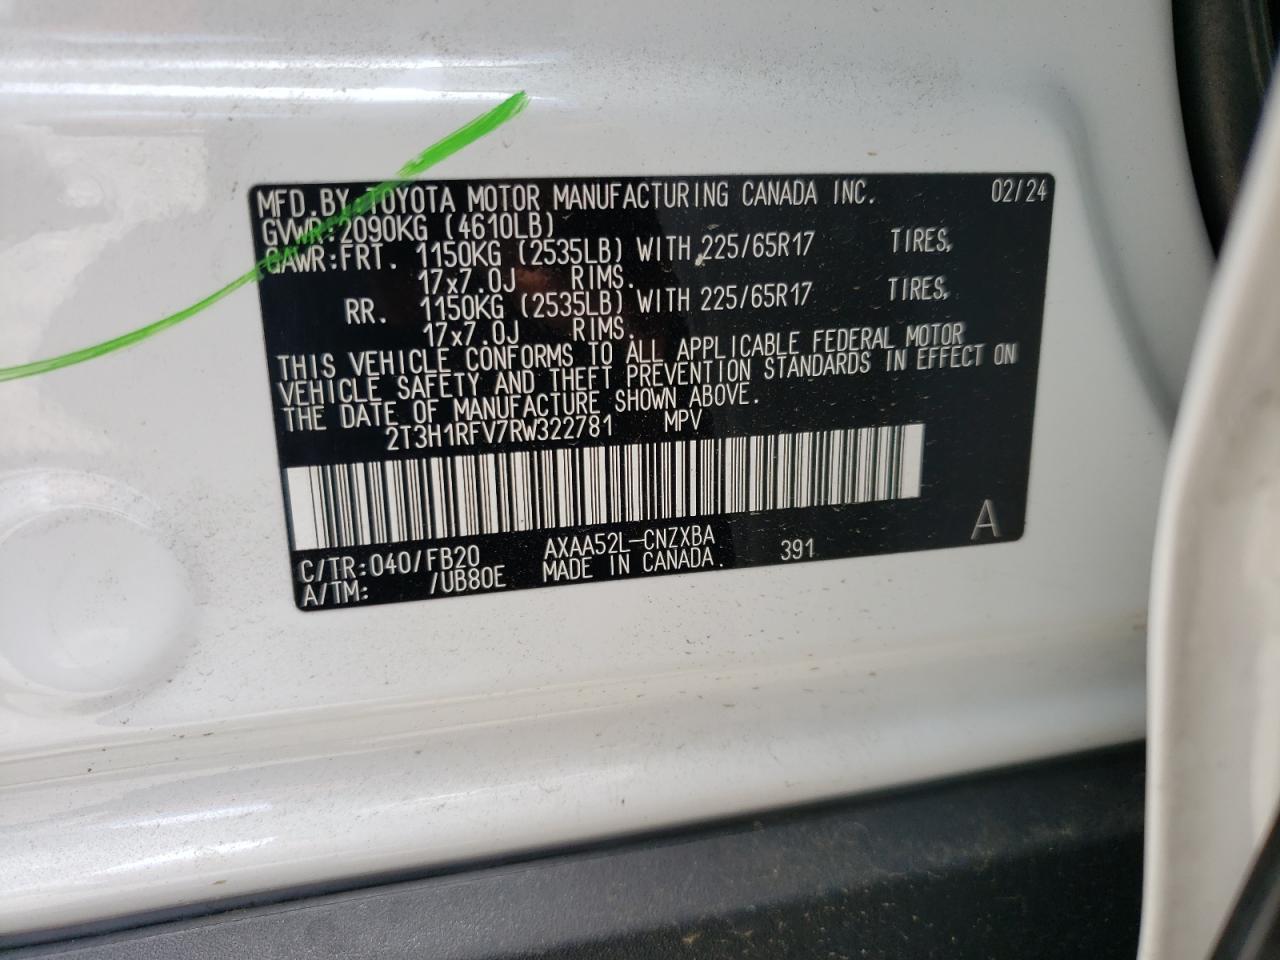 MFD.BY:TOYOTA MOTOR MANUFACTURING CANADA INC. 02/24
GVWR:2090KG (4610LB)
GAWR:FRT. 1150KG (2535LB) WITH 225/65R17 TIRES,
17x7.0J RIMS.
RR. 1150KG (2535LB) WITH 225/65R17 TIRES,
17x7.0J RIMS.
THIS VEHICLE CONFORMS TO ALL APPLICABLE FEDERAL MOTOR
VEHICLE SAFETY AND THEFT PREVENTION STANDARDS IN EFFECT ON
THE DATE OF MANUFACTURE SHOWN ABOVE.
2T3H1RFV7RW322781 MPV
C/TR:040/FB20 AXAA52L-CNZXBA 391 A
A/TM: /UB80E MADE IN CANADA.